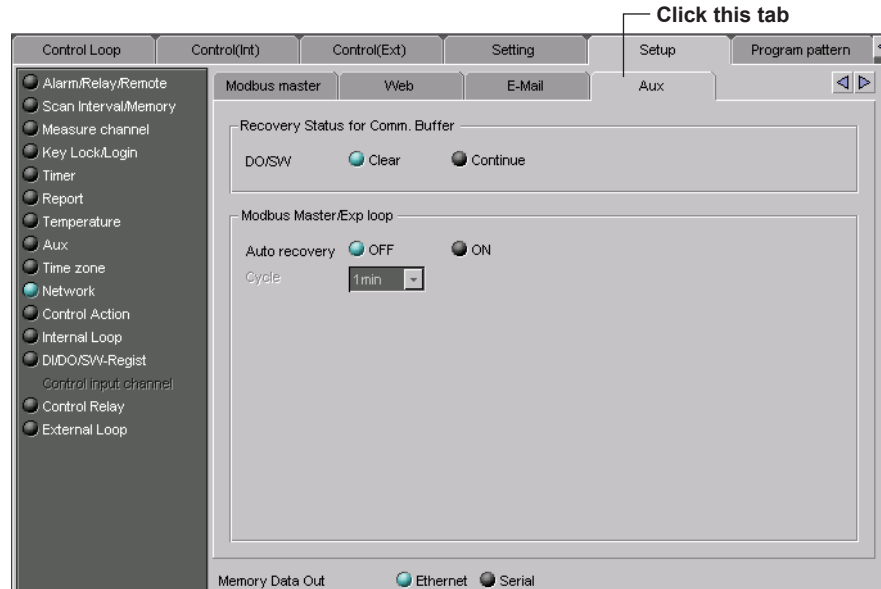 Click this tab
Control Loop Control(Int) Control(Ext) Setting Setup Program pattern
Alarm/Relay/Remote
Scan Interval/Memory
Measure channel
Key Lock/Login
Timer
Report
Temperature
Aux
Time zone
Network
Control Action
Internal Loop
DI/DO/SW-Regist
Control input channel
Control Relay
External Loop
Modbus master Web E-Mail Aux
Recovery Status for Comm. Buffer
DO/SW Clear Continue
Modbus Master/Exp loop
Auto recovery OFF ON
Cycle 1min
Memory Data Out Ethernet Serial